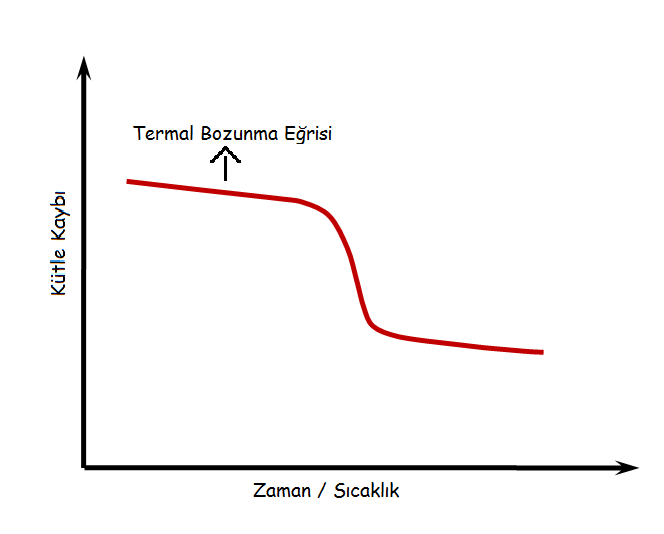 Termal Bozunma Eğrisi
Kütle Kaybı
Zaman / Sıcaklık